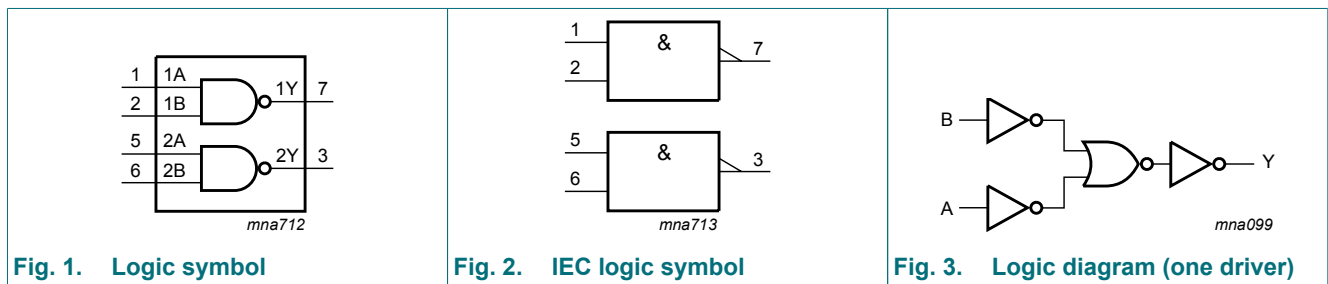 1 1A
1Y 7
2 1B
5 2A
2Y 3
6 2B
mna712
Fig. 1. Logic symbol
1
&
7
2
5
&
3
6
mna713
Fig. 2. IEC logic symbol
B
Y
A
mna099
Fig. 3. Logic diagram (one driver)